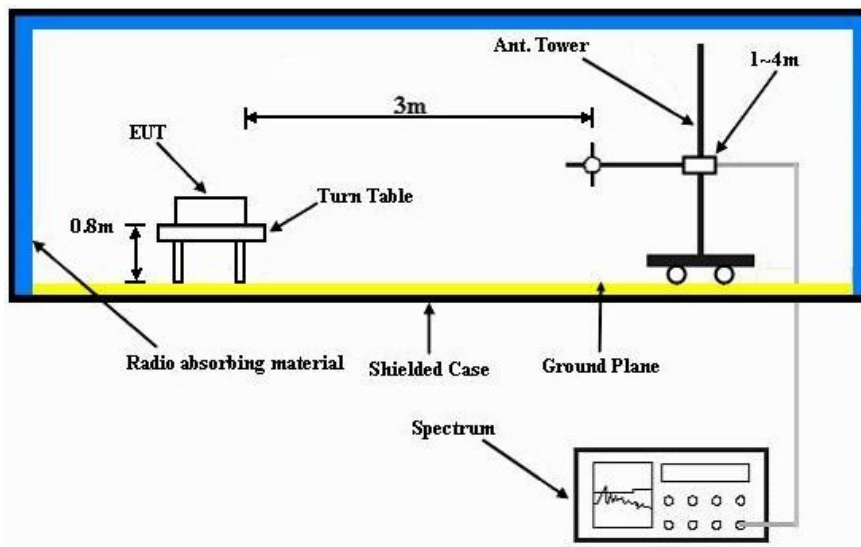 Ant. Tower
1~4m
3m
EUT
Turn Table
0.8m
Radio absorbing material
Shielded Case
Ground Plane
Spectrum